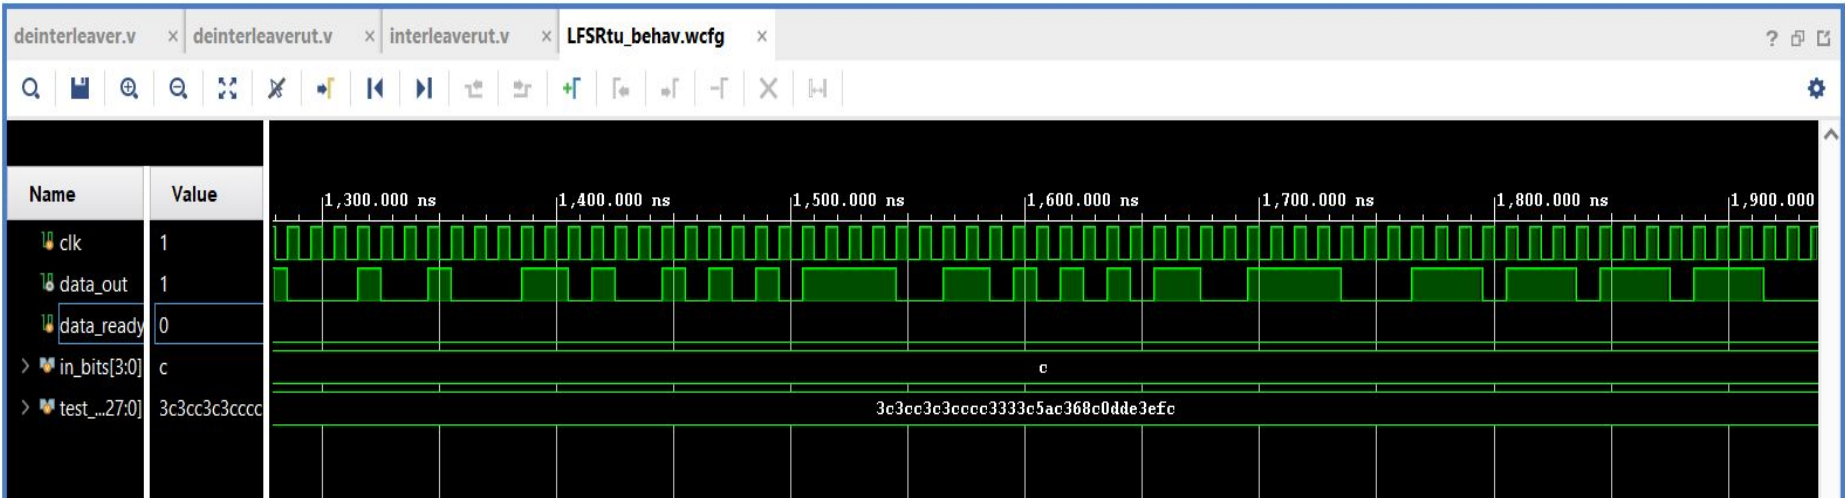 deinterleaver.v × deinterleaverut.v × interleaverut.v × LFSRtu_behav.wcfg × ?
Name Value
1,300.000 ns 1,400.000 ns 1,500.000 ns 1,600.000 ns 1,700.000 ns 1,800.000 ns 1,900.000
clk 1
data_out 1
data_ready 0
in_bits[3:0] c c
test_...27:0] 3c3cc3c3cccc 3c3cc3c3cccc3333c5ac368c0dde3efc